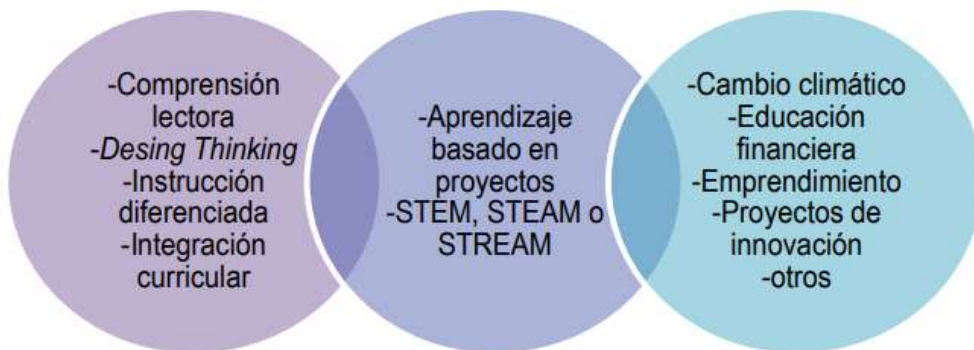 -Comprensión
lectora
-Desing Thinking
-Instrucción
diferenciada
-Integración
curricular
-Aprendizaje
basado en
proyectos
-STEM, STEAM o
STREAM
-Cambio climático
-Educación
financiera
-Emprendimiento
-Proyectos de
innovación
-otros